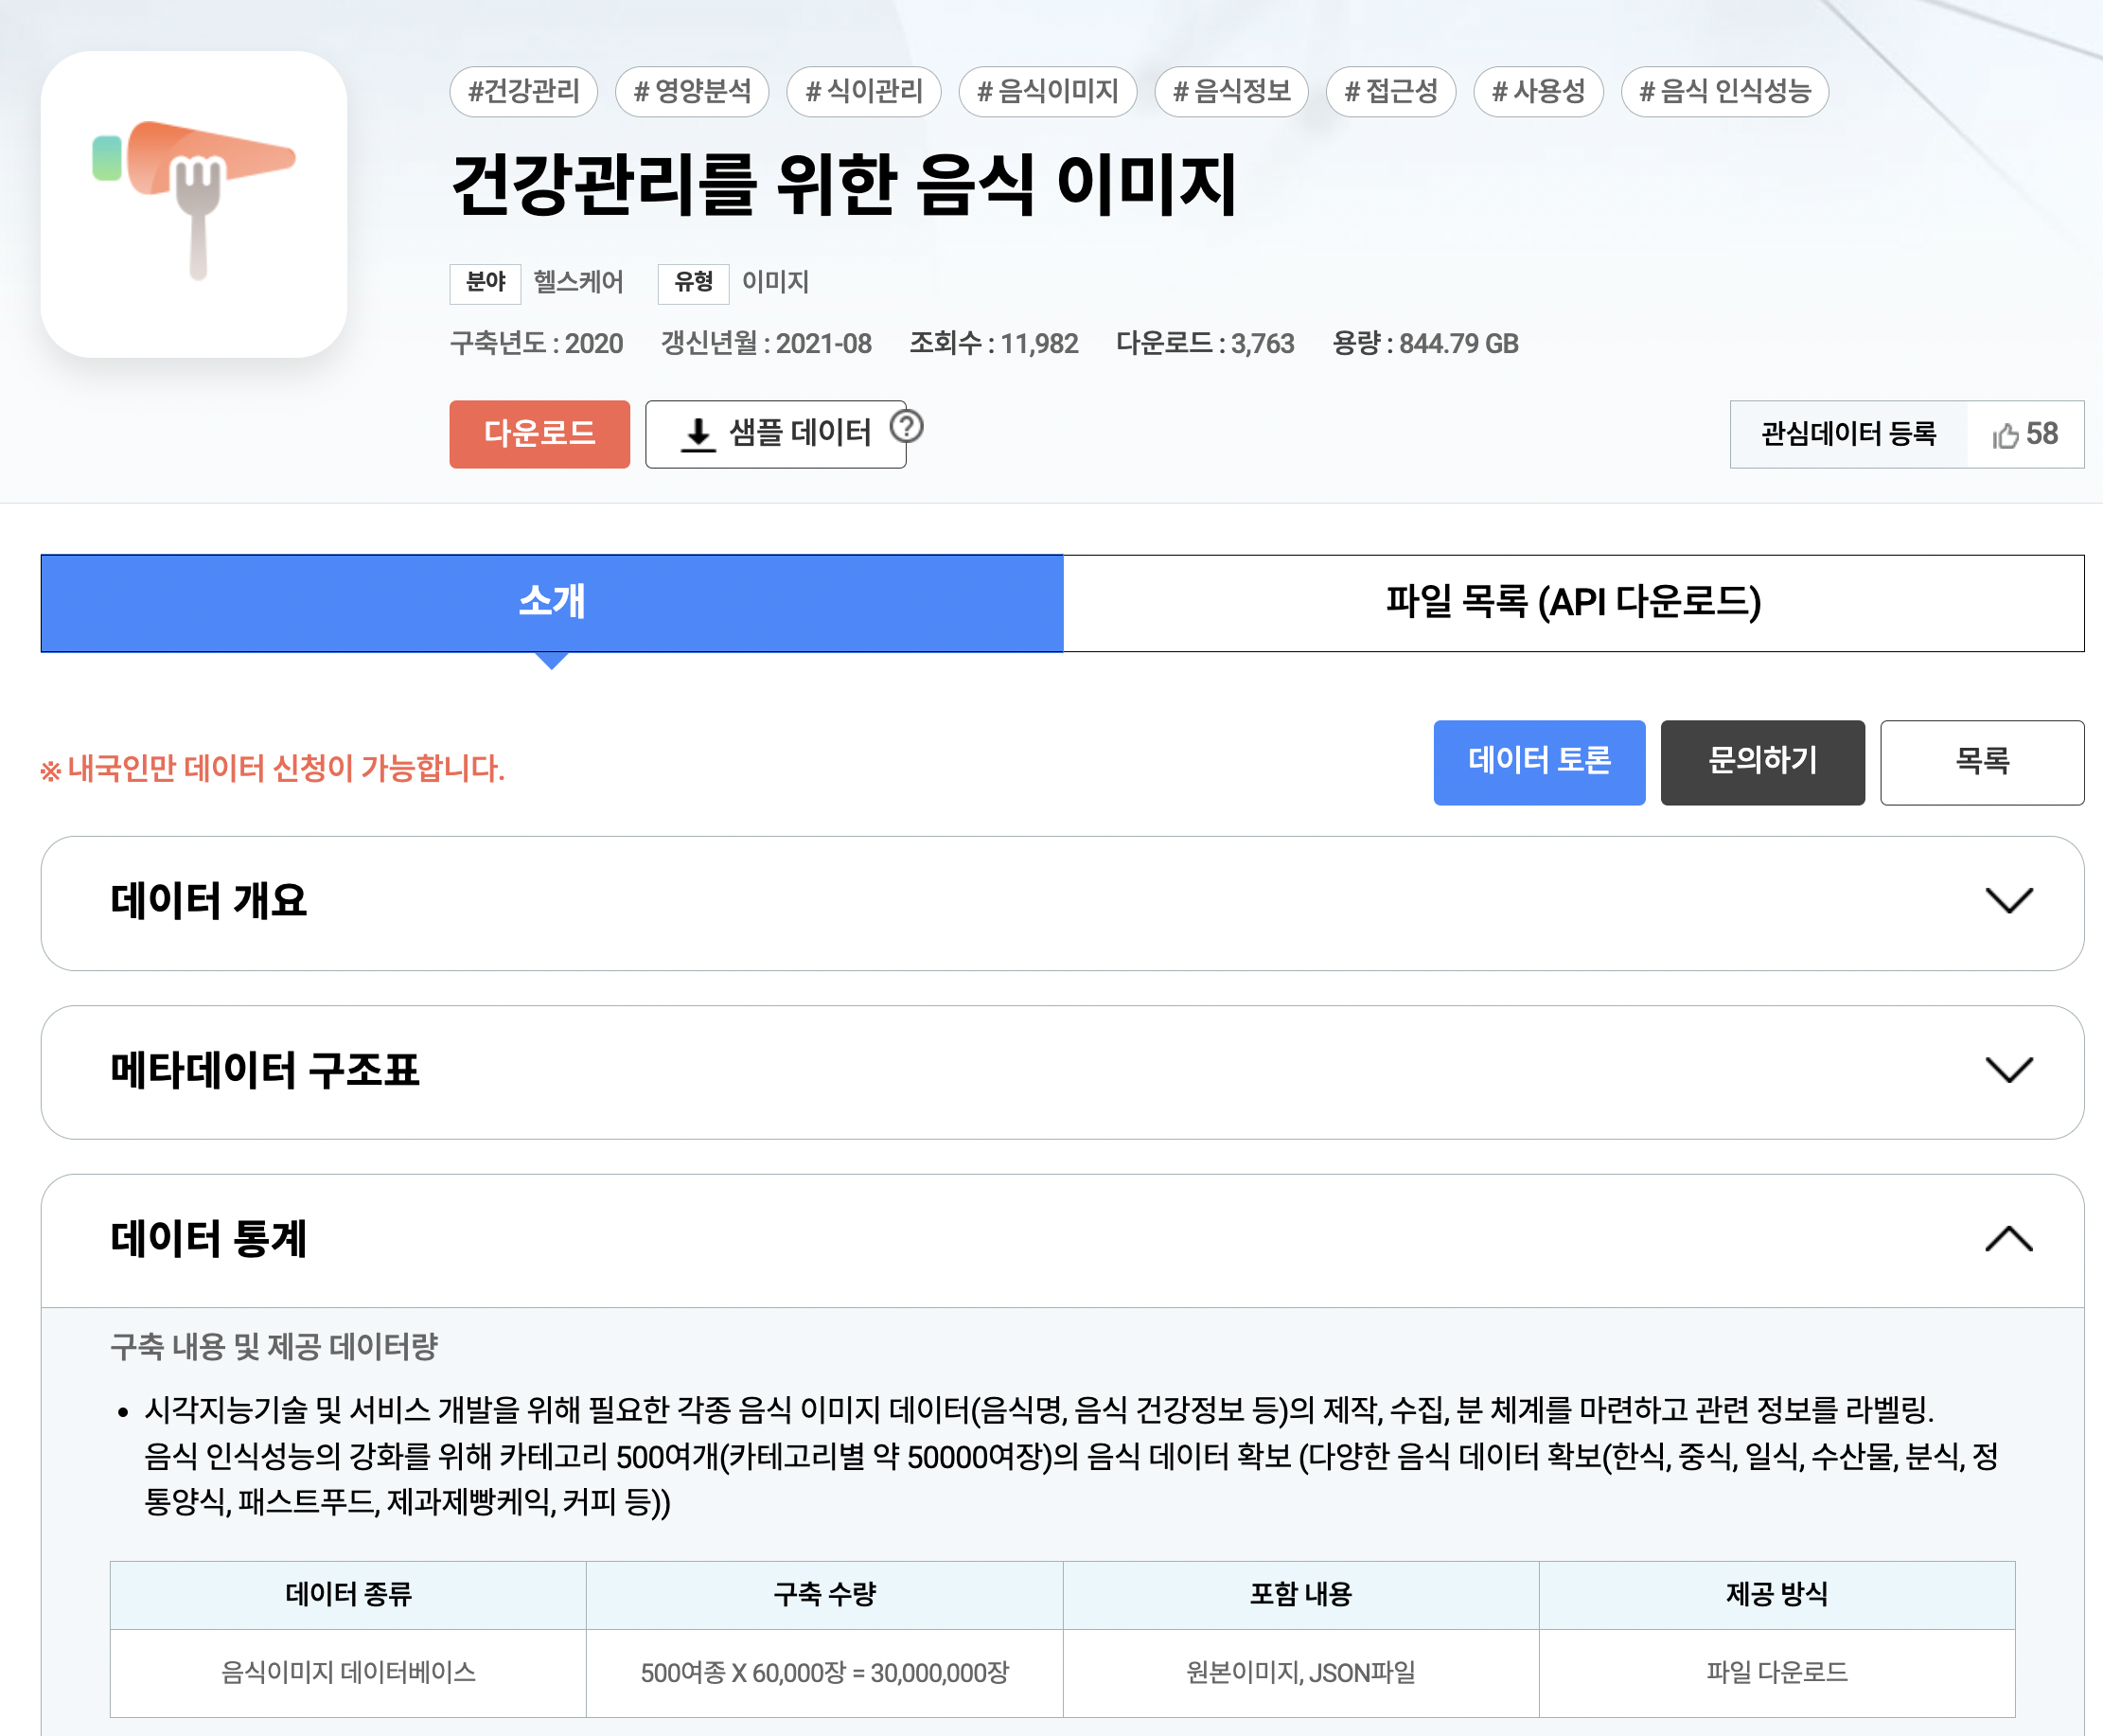 #건강관리 # 영양분석 # 식이관리 # 음식이미지 # 음식정보 # 접근성 # 사용성 # 음식 인식성능
건강관리를 위한 음식 이미지
분야 헬스케어 유형 이미지
구축년도 : 2020 갱신년월 : 2021-08 조회수 : 11,982 다운로드 : 3,763 용량 : 844.79 GB
다운로드 샘플 데이터 ? 관심데이터 등록 58
소개 파일 목록 (API 다운로드)
※ 내국인만 데이터 신청이 가능합니다. 데이터 토론 문의하기 목록
데이터 개요
메타데이터 구조표
데이터 통계
구축 내용 및 제공 데이터량
• 시각지능기술 및 서비스 개발을 위해 필요한 각종 음식 이미지 데이터(음식명, 음식 건강정보 등)의 제작, 수집, 분 체계를 마련하고 관련 정보를 라벨링.
음식 인식성능의 강화를 위해 카테고리 500여개(카테고리별 약 50000여장)의 음식 데이터 확보 (다양한 음식 데이터 확보(한식, 중식, 일식, 수산물, 분식, 정
통양식, 패스트푸드, 제과제빵케익, 커피 등))
데이터 종류 구축 수량 포함 내용 제공 방식
음식이미지 데이터베이스 500여종 X 60,000장 = 30,000,000장 원본이미지, JSON파일 파일 다운로드